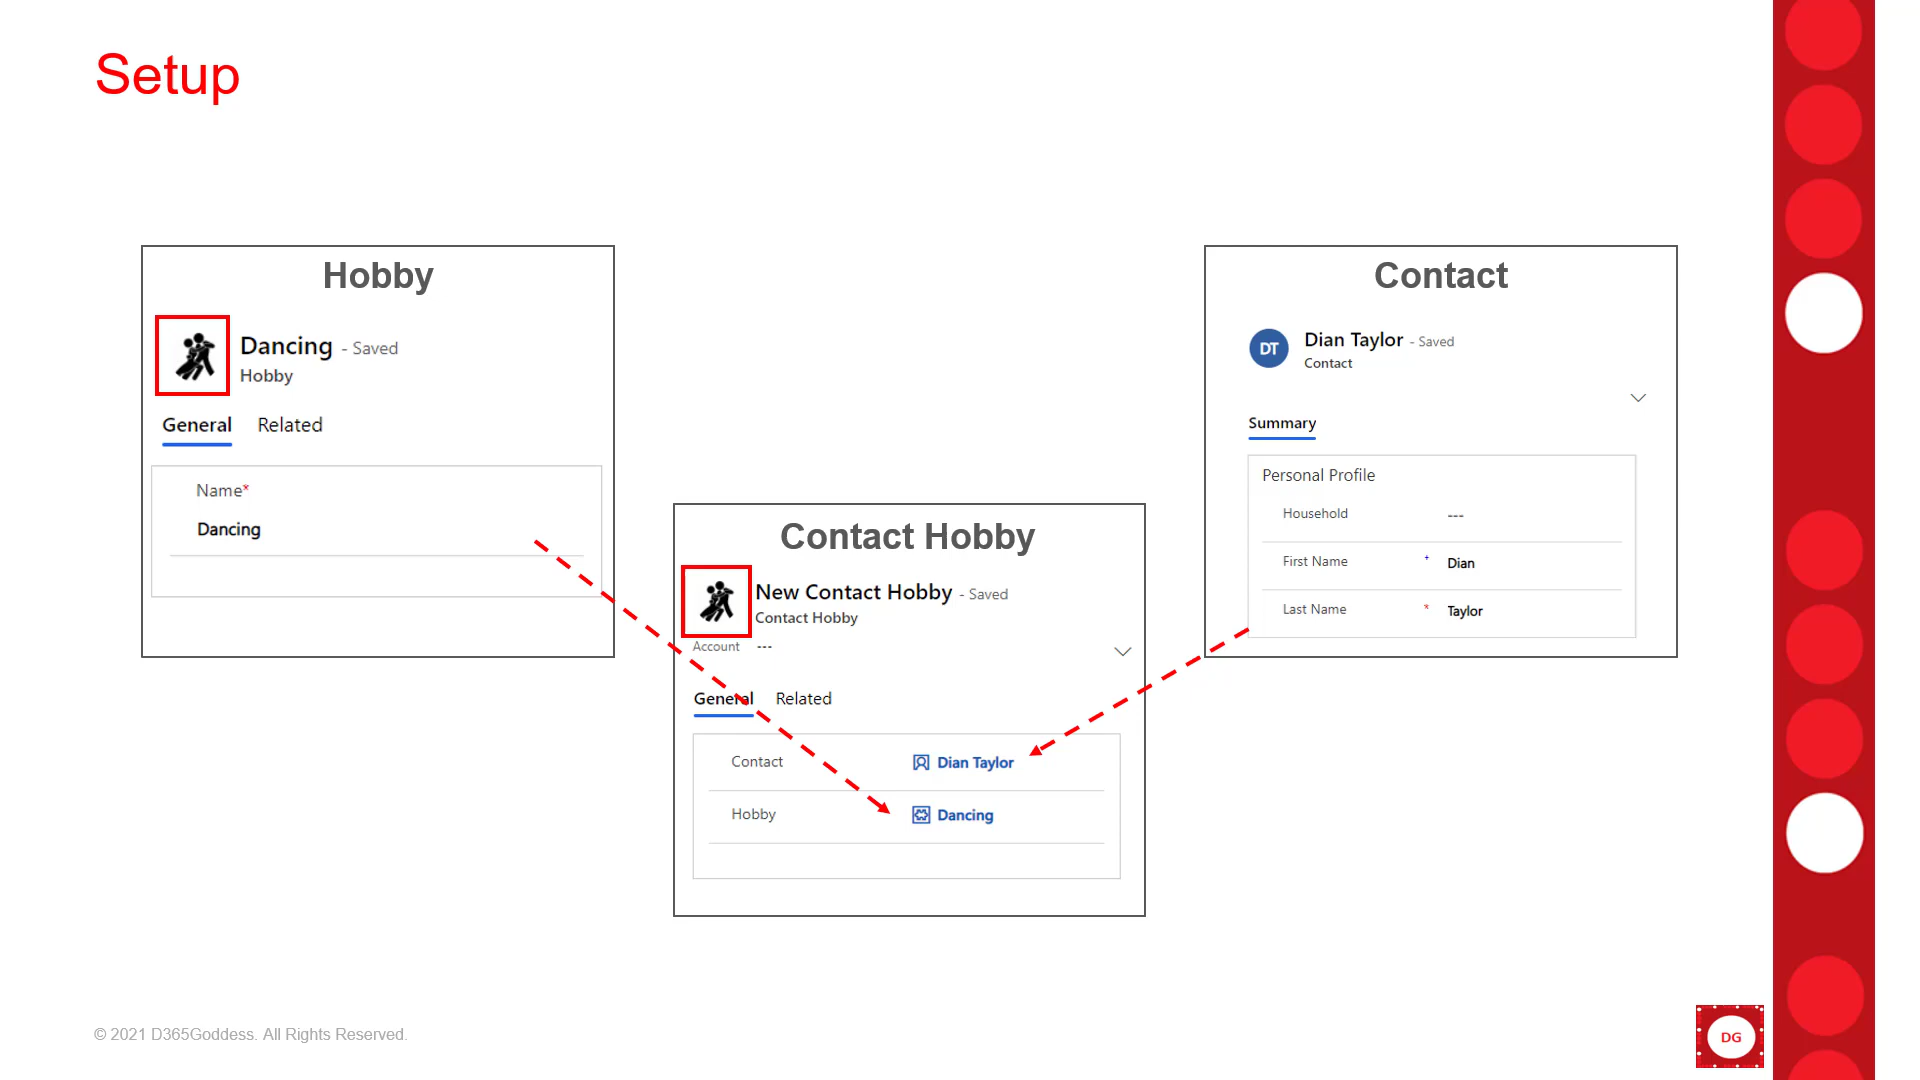 Setup
Hobby
Dancing - Saved
Hobby
General Related
Name*
Dancing
Contact Hobby
New Contact Hobby - Saved
Contact Hobby
Account ---
General Related
Contact Dian Taylor
Hobby Dancing
Contact
DT
Dian Taylor - Saved
Contact
Summary
Personal Profile
Household ---
First Name + Dian
Last Name * Taylor
© 2021 D365Goddess. All Rights Reserved.
DG